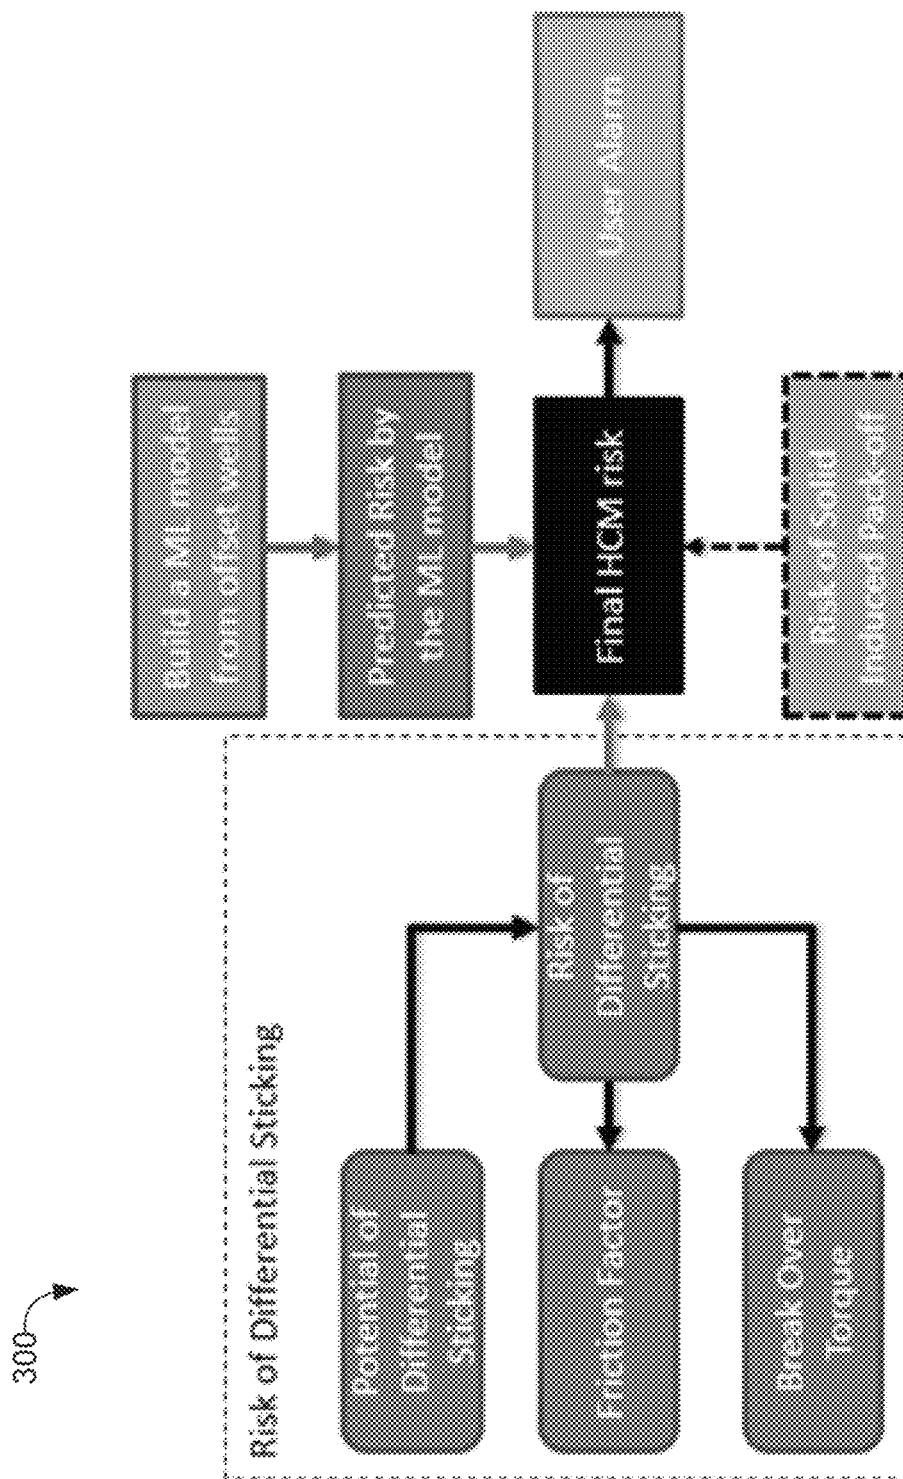 300
Risk of Differential Sticking
Potential of
Differential
Sticking
Friction Factor
Break Over
Torque
Risk of
Differential
Sticking
Build a ML model
from offset wells
Predicted Risk by
the ML model
Final HCM risk
Risk of Solid
Induced Pack-off
User Alarm